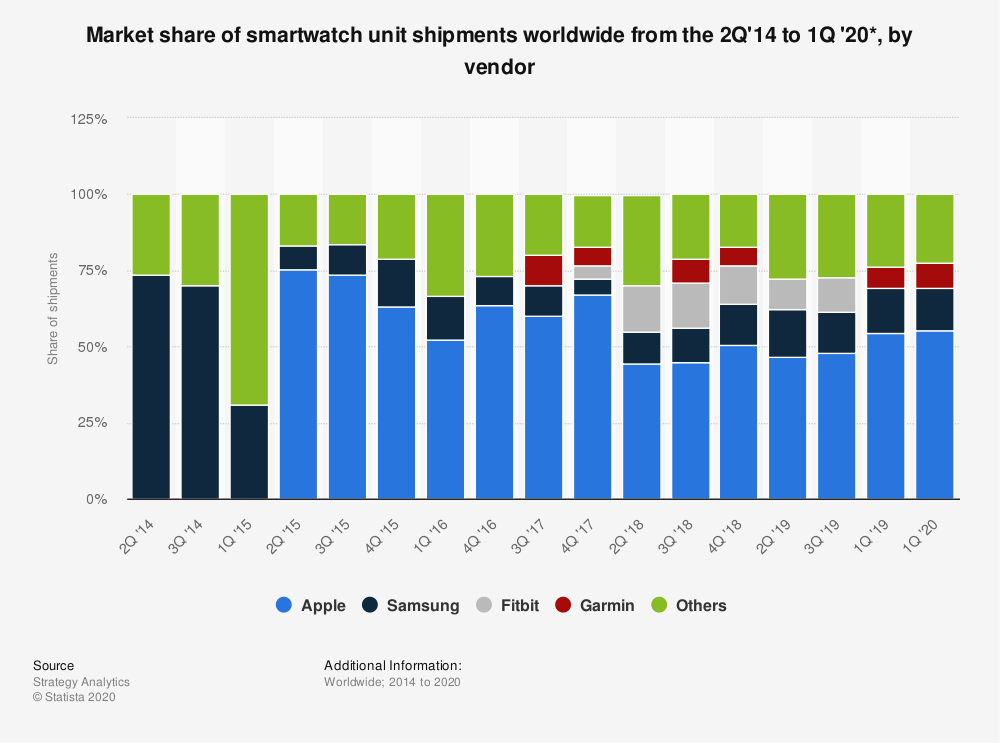 Market share of smartwatch unit shipments worldwide from the 2Q'14 to 1Q '20*, by
vendor
125%
100%
75%
50%
25%
0%
Share of shipments
2Q '14
3Q '14
1Q '15
2Q '15
3Q '15
4Q '15
1Q '16
4Q '16
3Q '17
4Q '17
2Q '18
3Q '18
4Q '18
2Q '19
3Q '19
1Q '19
1Q '20
Apple
Samsung
Fitbit
Garmin
Others
Source
Strategy Analytics
© Statista 2020
Additional Information:
Worldwide; 2014 to 2020